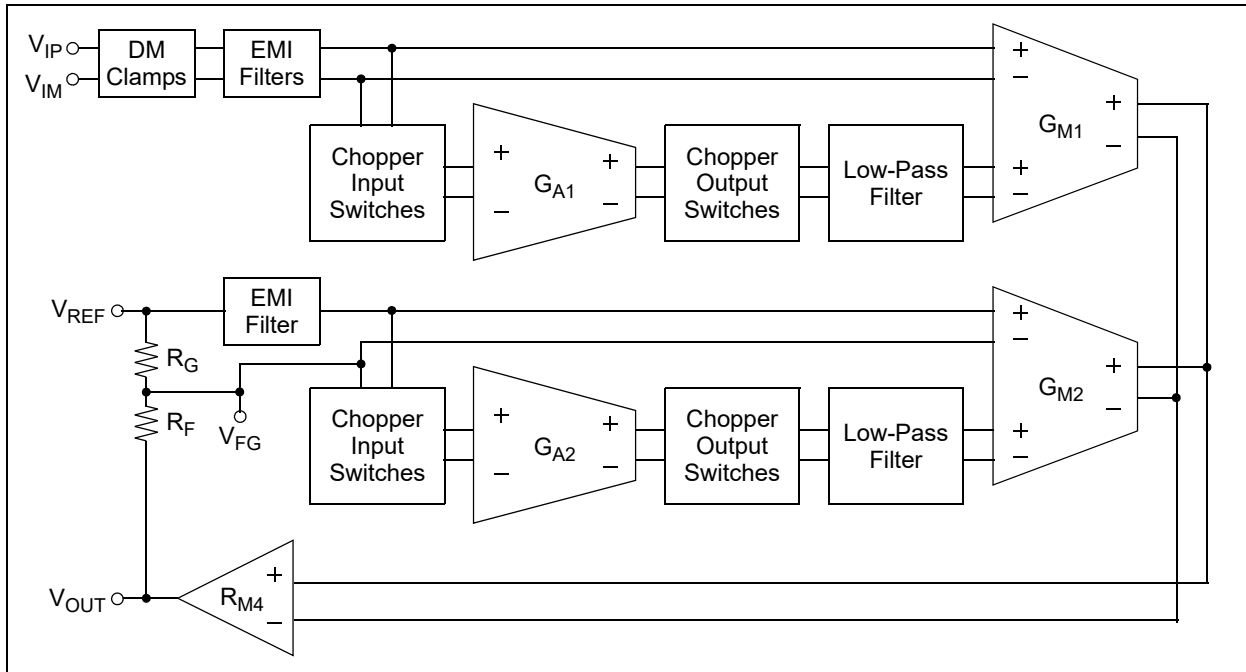 V_IP
V_IM
DM
Clamps
EMI
Filters
+
−
G_M1
+
−
+
−
Chopper
Input
Switches
+
−
G_A1
+
−
Chopper
Output
Switches
Low-Pass
Filter
V_REF
EMI
Filter
R_G
R_F
V_FG
+
−
G_M2
+
−
+
−
Chopper
Input
Switches
+
−
G_A2
+
−
Chopper
Output
Switches
Low-Pass
Filter
V_OUT
R_M4
+
−